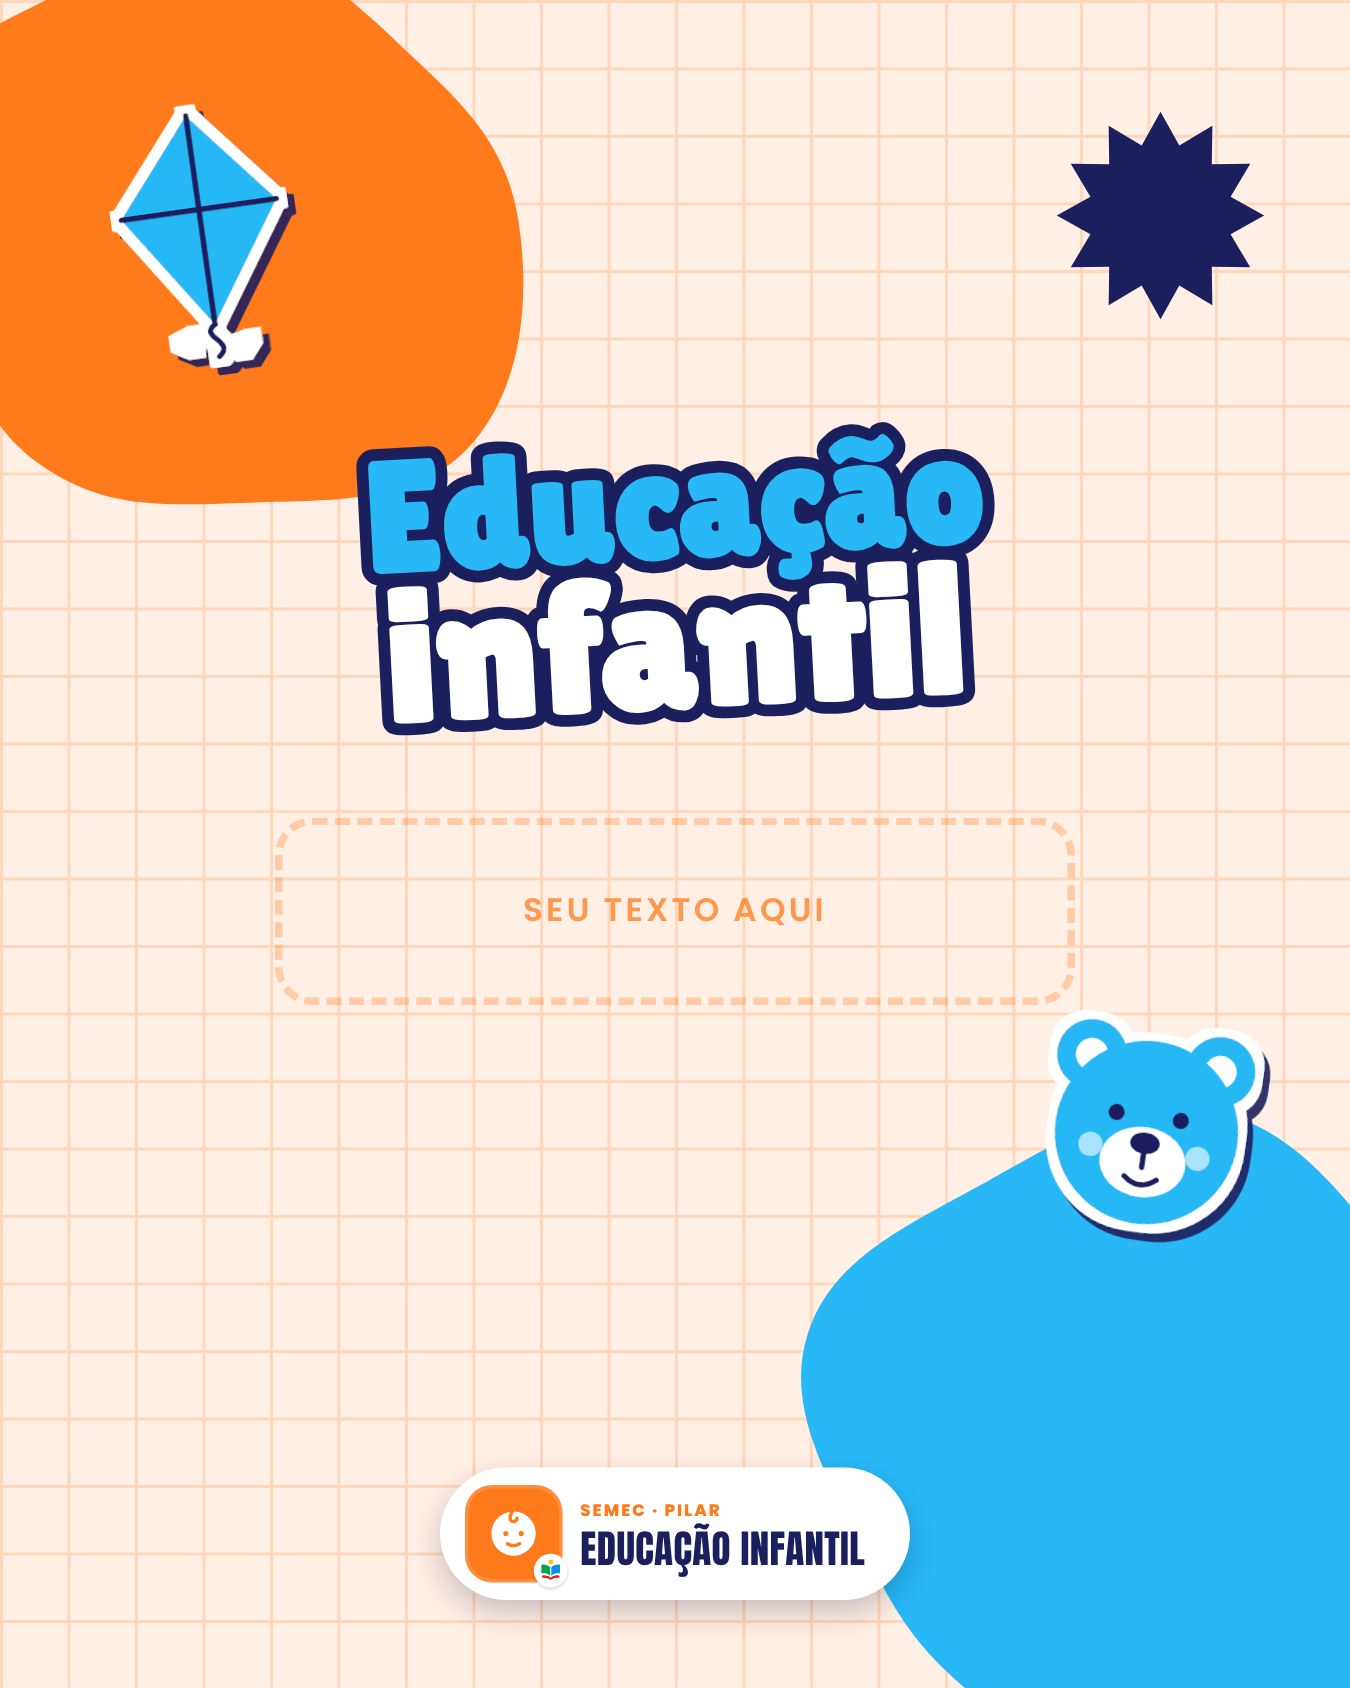 Educação
infantil
SEU TEXTO AQUI
SEMEC · PILAR
EDUCAÇÃO INFANTIL